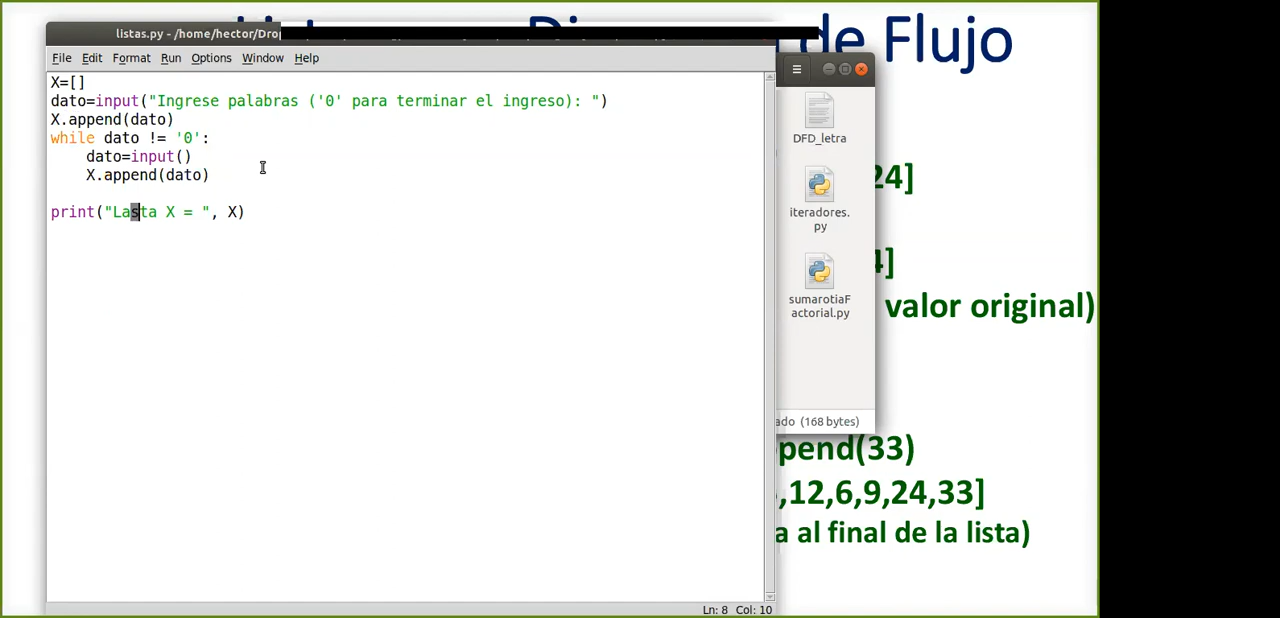 de Flujo
listas.py - /home/hector/Dro
File Edit Format Run Options Window Help
X=[]
dato=input("Ingrese palabras ('0' para terminar el ingreso): ")
X.append(dato)
while dato != '0':
dato=input()
X.append(dato)
print("Lasta X = ", X)
Ln: 8 Col: 10
DFD_letra
iteradores.
py
sumarotiaF
actorial.py
(168 bytes)
24]
4]
valor original)
pend(33)
,12,6,9,24,33]
a al final de la lista)